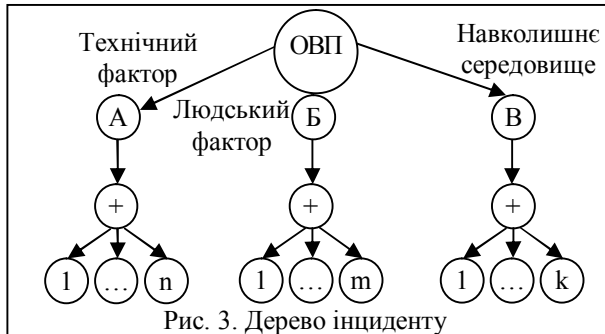 Технічний
фактор
ОВП
Навколишнє
середовище
А
Людський
фактор
Б
В
+
+
+
1 … n
1 … m
1 … k
Рис. 3. Дерево інциденту